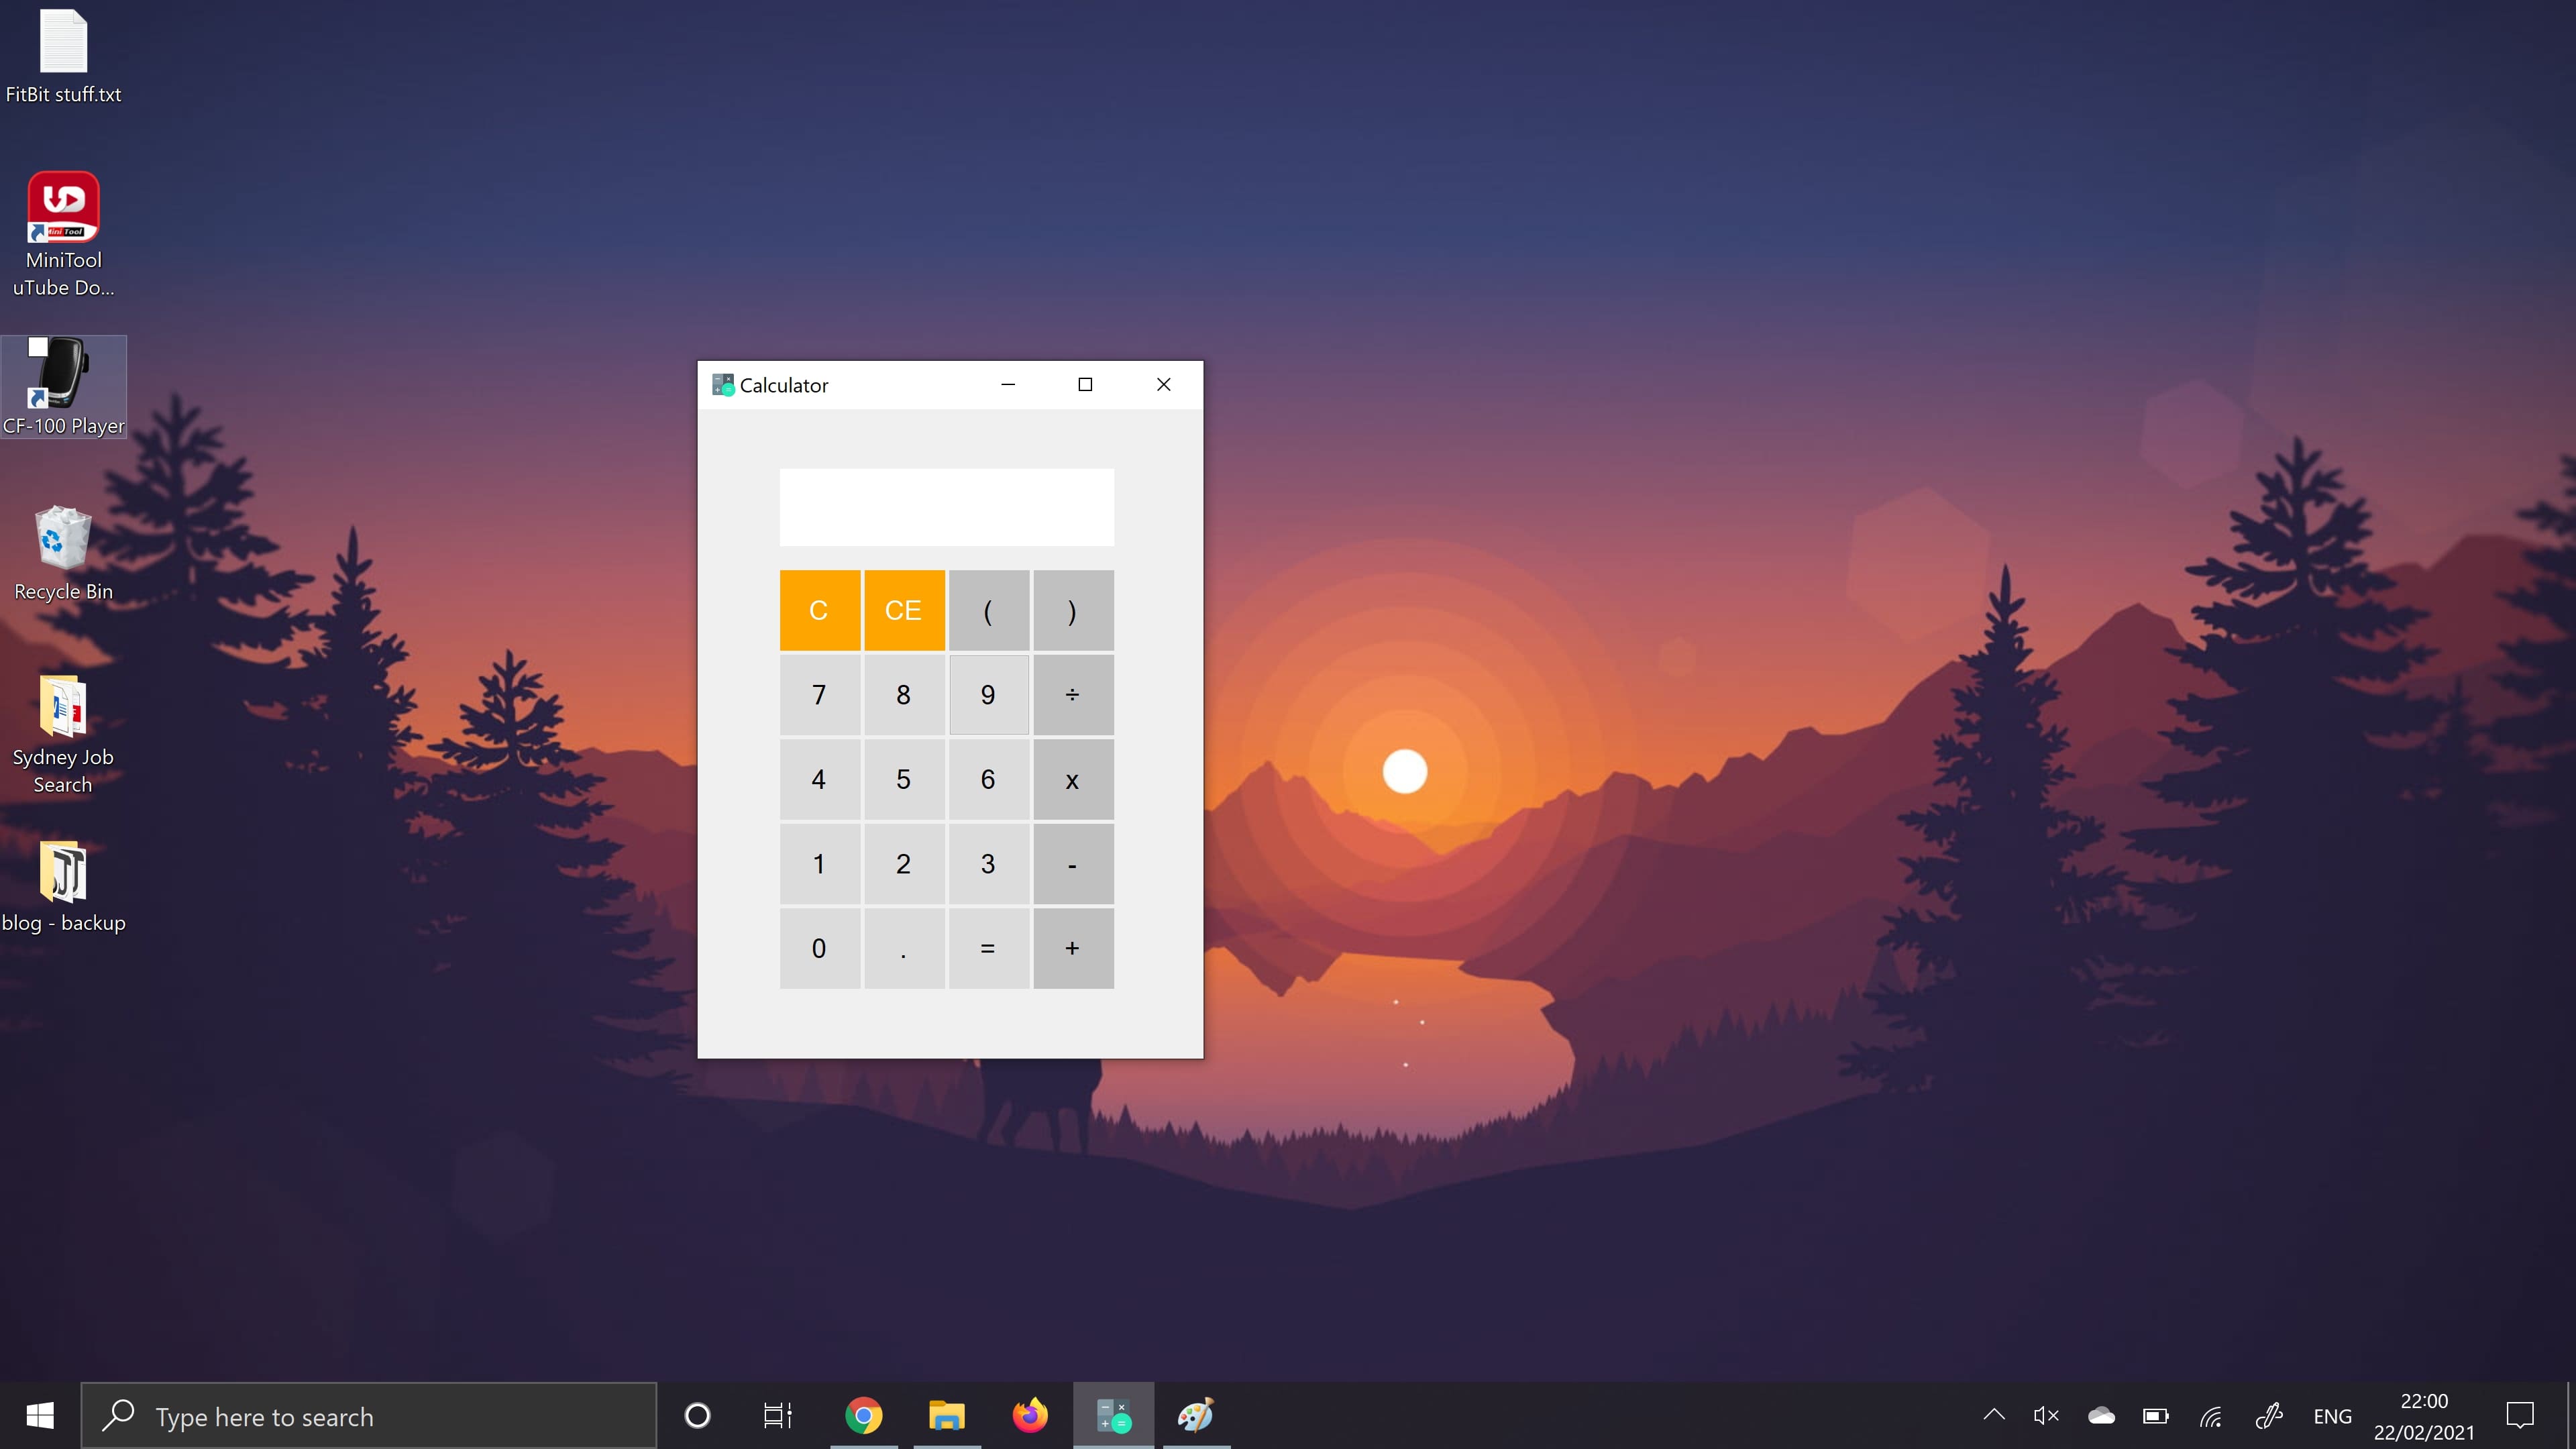 FitBit stuff.txt
MiniTool
uTube Do...
CF-100 Player
Recycle Bin
Sydney Job
Search
blog - backup
Calculator
C CE ( )
7 8 9 ÷
4 5 6 x
1 2 3 -
0 . = +
Type here to search
ENG
22:00
22/02/2021